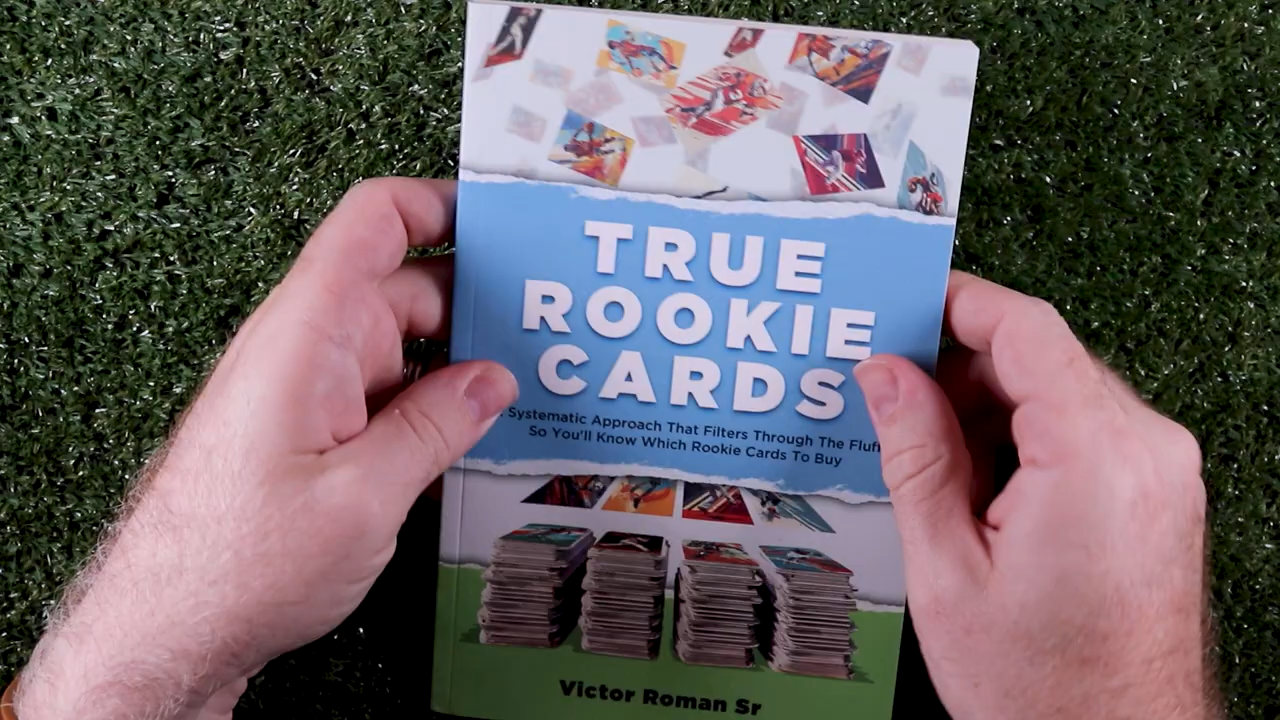 TRUE
ROOKIE
CARDS
Systematic Approach That Filters Through The Fluff
So You'll Know Which Rookie Cards To Buy
Victor Roman Sr